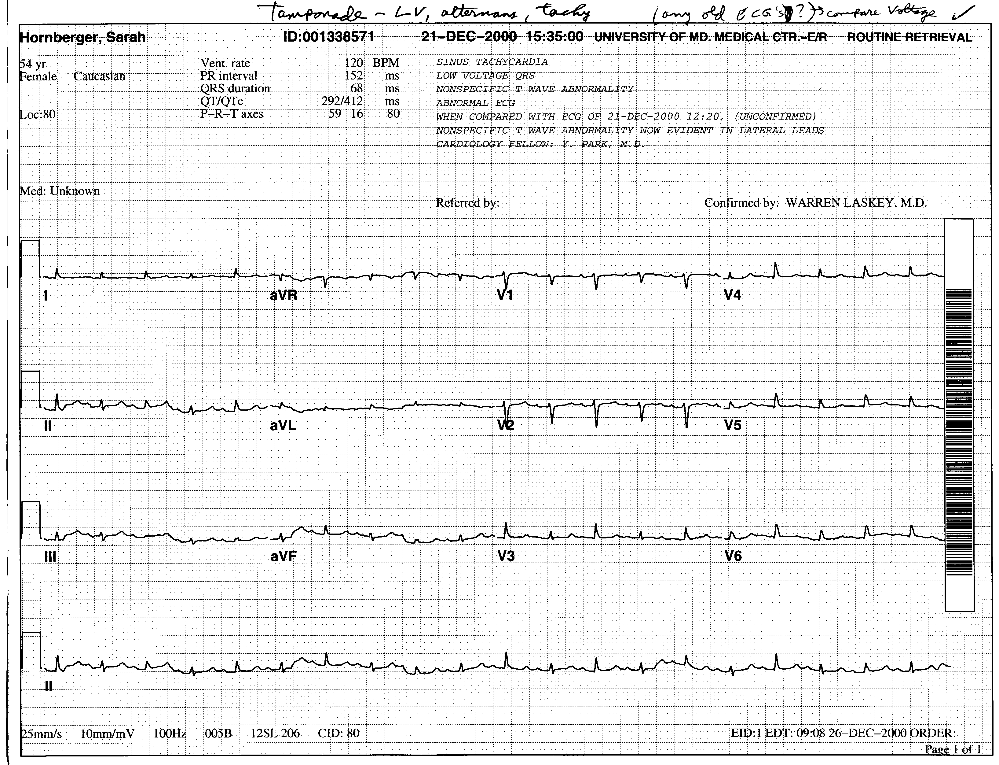 Tamponade - LV, alternans, tachy (any old ECG's ?) → compare Voltage ✓
Hornberger, Sarah ID:001338571 21-DEC-2000 15:35:00 UNIVERSITY OF MD. MEDICAL CTR.-E/R ROUTINE RETRIEVAL
54 yr Vent. rate 120 BPM SINUS TACHYCARDIA
Female Caucasian PR interval 152 ms LOW VOLTAGE QRS
QRS duration 68 ms NONSPECIFIC T WAVE ABNORMALITY
QT/QTc 292/412 ms ABNORMAL ECG
Loc:80 P-R-T axes 59 16 80 WHEN COMPARED WITH ECG OF 21-DEC-2000 12:20, (UNCONFIRMED)
NONSPECIFIC T WAVE ABNORMALITY NOW EVIDENT IN LATERAL LEADS
CARDIOLOGY FELLOW: Y. PARK, M.D.
Med: Unknown
Referred by: Confirmed by: WARREN LASKEY, M.D.
I aVR V1 V4
II aVL V2 V5
III aVF V3 V6
II
25mm/s 10mm/mV 100Hz 005B 12SL 206 CID: 80 EID:1 EDT: 09:08 26-DEC-2000 ORDER:
Page 1 of 1